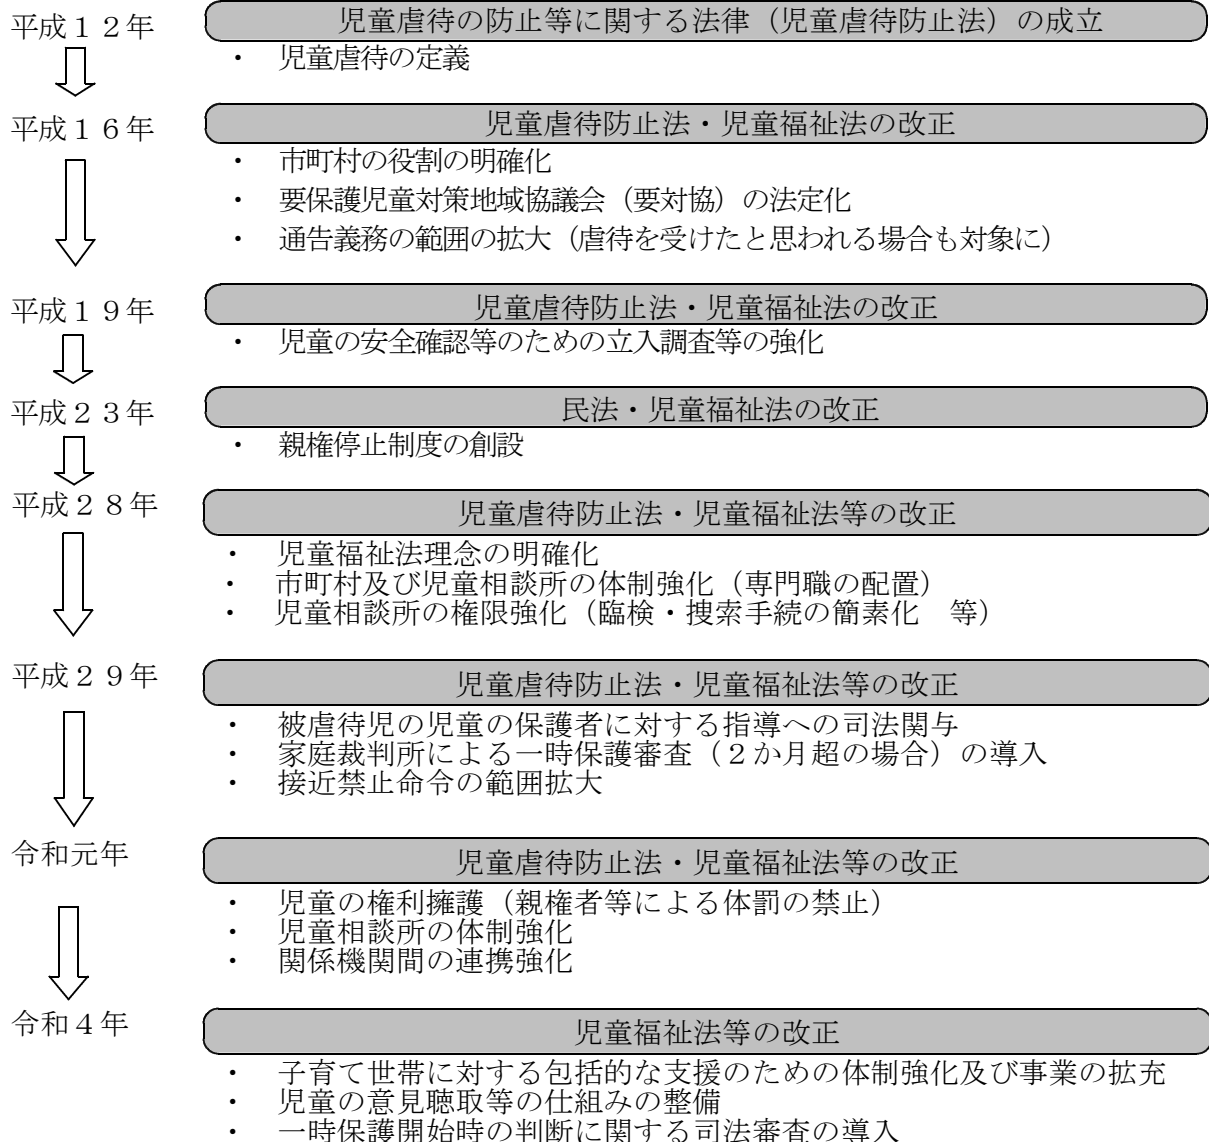 平成１２年
児童虐待の防止等に関する法律（児童虐待防止法）の成立
・　児童虐待の定義
平成１６年
児童虐待防止法・児童福祉法の改正
・　市町村の役割の明確化
・　要保護児童対策地域協議会（要対協）の法定化
・　通告義務の範囲の拡大（虐待を受けたと思われる場合も対象に）
平成１９年
児童虐待防止法・児童福祉法の改正
・　児童の安全確認等のための立入調査等の強化
平成２３年
民法・児童福祉法の改正
・　親権停止制度の創設
平成２８年
児童虐待防止法・児童福祉法等の改正
・　児童福祉法理念の明確化
・　市町村及び児童相談所の体制強化（専門職の配置）
・　児童相談所の権限強化（臨検・捜索手続の簡素化　等）
平成２９年
児童虐待防止法・児童福祉法等の改正
・　被虐待児の児童の保護者に対する指導への司法関与
・　家庭裁判所による一時保護審査（２か月超の場合）の導入
・　接近禁止命令の範囲拡大
令和元年
児童虐待防止法・児童福祉法等の改正
・　児童の権利擁護（親権者等による体罰の禁止）
・　児童相談所の体制強化
・　関係機関間の連携強化
令和４年
児童福祉法等の改正
・　子育て世帯に対する包括的な支援のための体制強化及び事業の拡充
・　児童の意見聴取等の仕組みの整備
・　一時保護開始時の判断に関する司法審査の導入